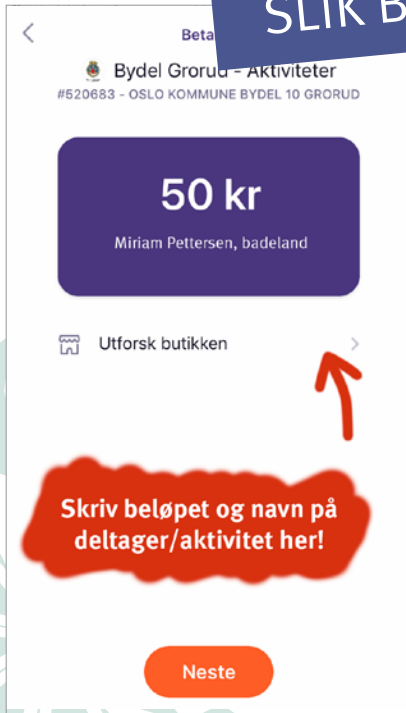 SLIK B
Beta
Bydel Grorud - Aktiviteter
#520683 - OSLO KOMMUNE BYDEL 10 GRORUD
50 kr
Miriam Pettersen, badeland
Utforsk butikken
Skriv beløpet og navn på
deltager/aktivitet her!
Neste